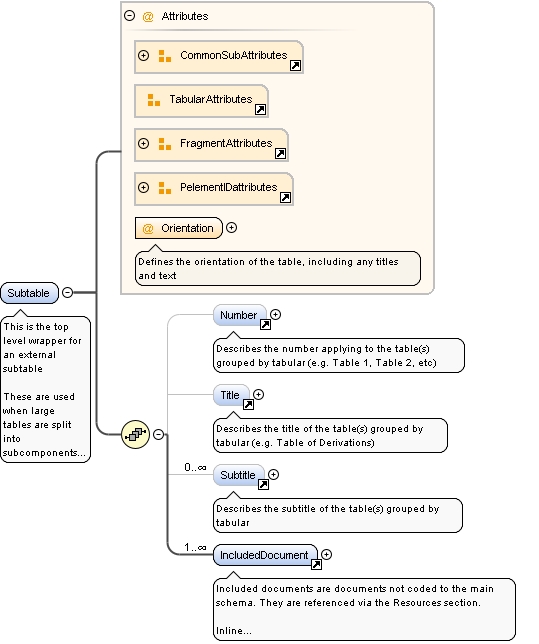 Attributes
CommonSubAttributes
TabularAttributes
FragmentAttributes
PelementIDattributes
@ Orientation
Defines the orientation of the table, including any titles
and text
Subtable
This is the top
level wrapper for
an external
subtable
These are used
when large
tables are split
into
subcomponents...
Number
Describes the number applying to the table(s)
grouped by tabular (e.g. Table 1, Table 2, etc)
Title
Describes the title of the table(s) grouped by
tabular (e.g. Table of Derivations)
0..∞
Subtitle
Describes the subtitle of the table(s) grouped by
tabular
1..∞
IncludedDocument
Included documents are documents not coded to the main
schema. They are referenced via the Resources section.
Inline...